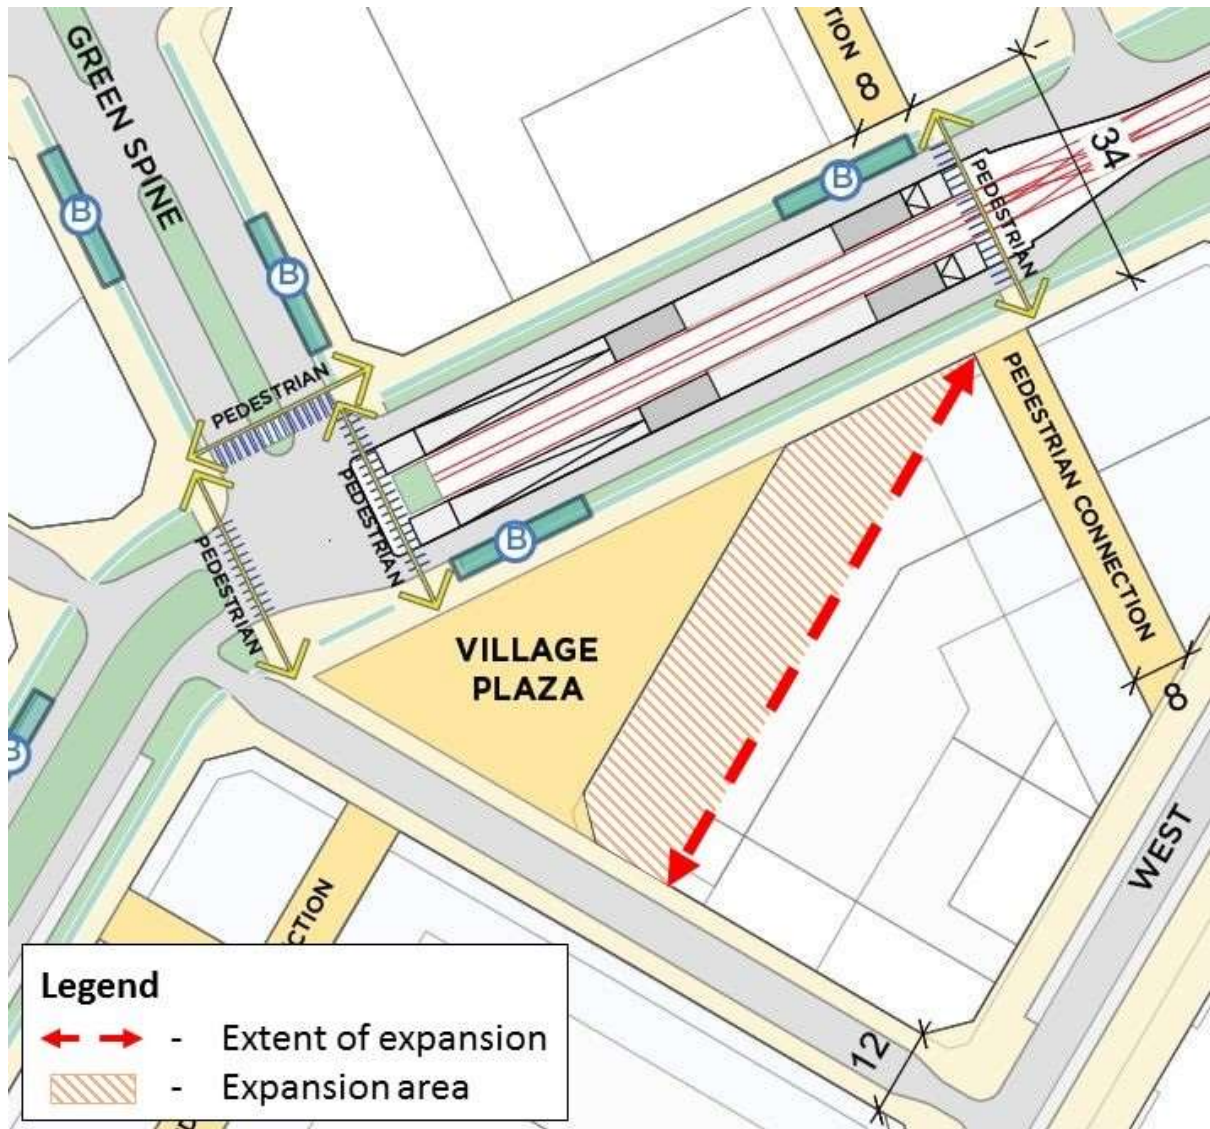 GREEN SPINE
TION 8
34
B
B
B
PEDESTRIAN
PEDESTRIAN
PEDESTRIAN
PEDESTRIAN
B
PEDESTRIAN CONNECTION
8
VILLAGE
PLAZA
B
WEST
CTION
12
Legend
- Extent of expansion
- Expansion area